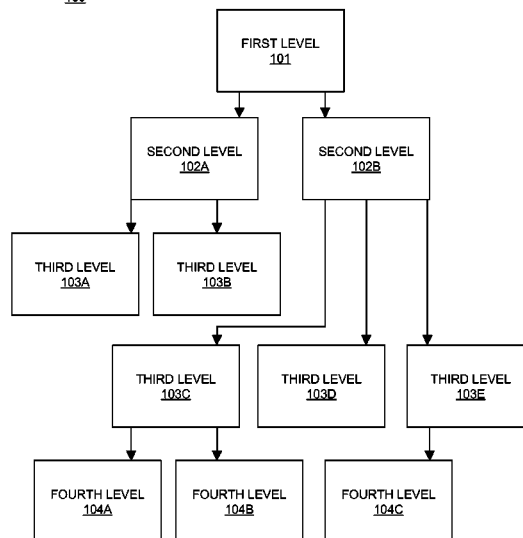 FIRST LEVEL
101
SECOND LEVEL
102A
SECOND LEVEL
102B
THIRD LEVEL
103A
THIRD LEVEL
103B
THIRD LEVEL
103C
THIRD LEVEL
103D
THIRD LEVEL
103E
FOURTH LEVEL
104A
FOURTH LEVEL
104B
FOURTH LEVEL
104C